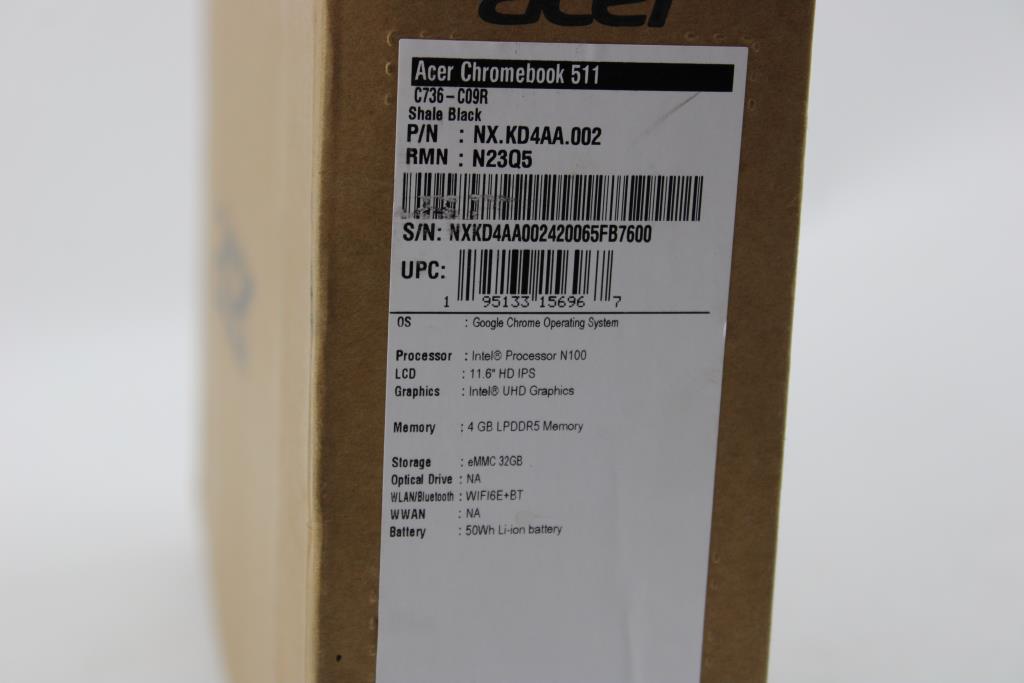 acer
Acer Chromebook 511
C736-C09R
Shale Black
P/N : NX.KD4AA.002
RMN : N23Q5
S/N: NXKD4AA002420065FB7600
UPC:
1 95133 15696 7
OS : Google Chrome Operating System
Processor : Intel® Processor N100
LCD : 11.6" HD IPS
Graphics : Intel® UHD Graphics
Memory : 4 GB LPDDR5 Memory
Storage : eMMC 32GB
Optical Drive : NA
WLAN/Bluetooth : WIFI6E+BT
WWAN : NA
Battery : 50Wh Li-ion battery